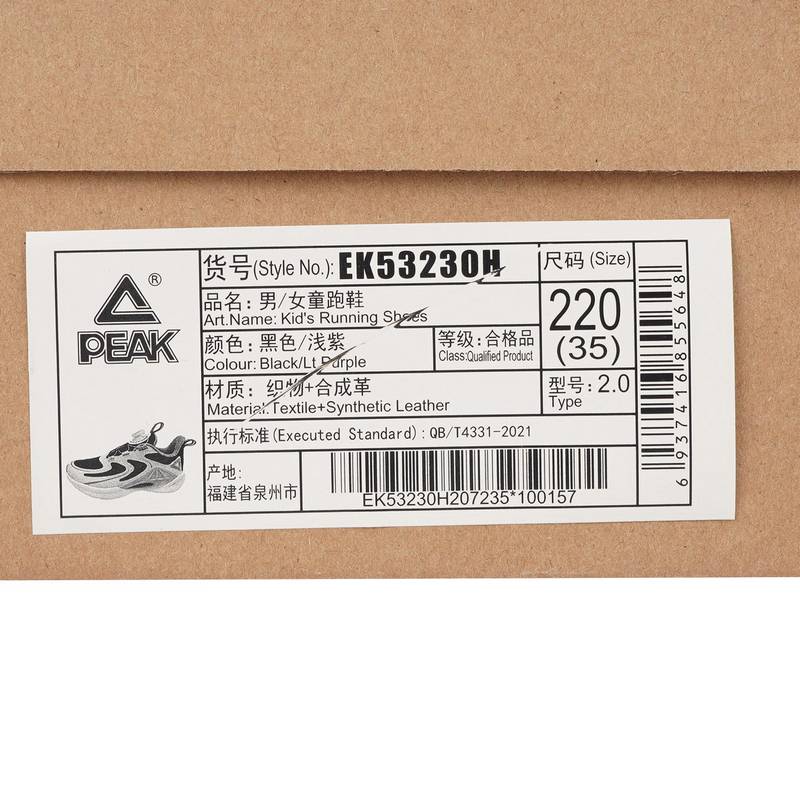 ®
PEAK
货号(Style No.): EK53230H
品名: 男/女童跑鞋
Art.Name: Kid's Running Shoes
颜色: 黑色/浅紫
Colour: Black/Lt Purple
等级: 合格品
Class:Qualified Product
材质: 织物+合成革
Material:Textile+Synthetic Leather
执行标准(Executed Standard): QB/T4331-2021
产地:
福建省泉州市
EK53230H207235*100157
尺码 (Size)
220
(35)
型号: 2.0
Type
6937416855648